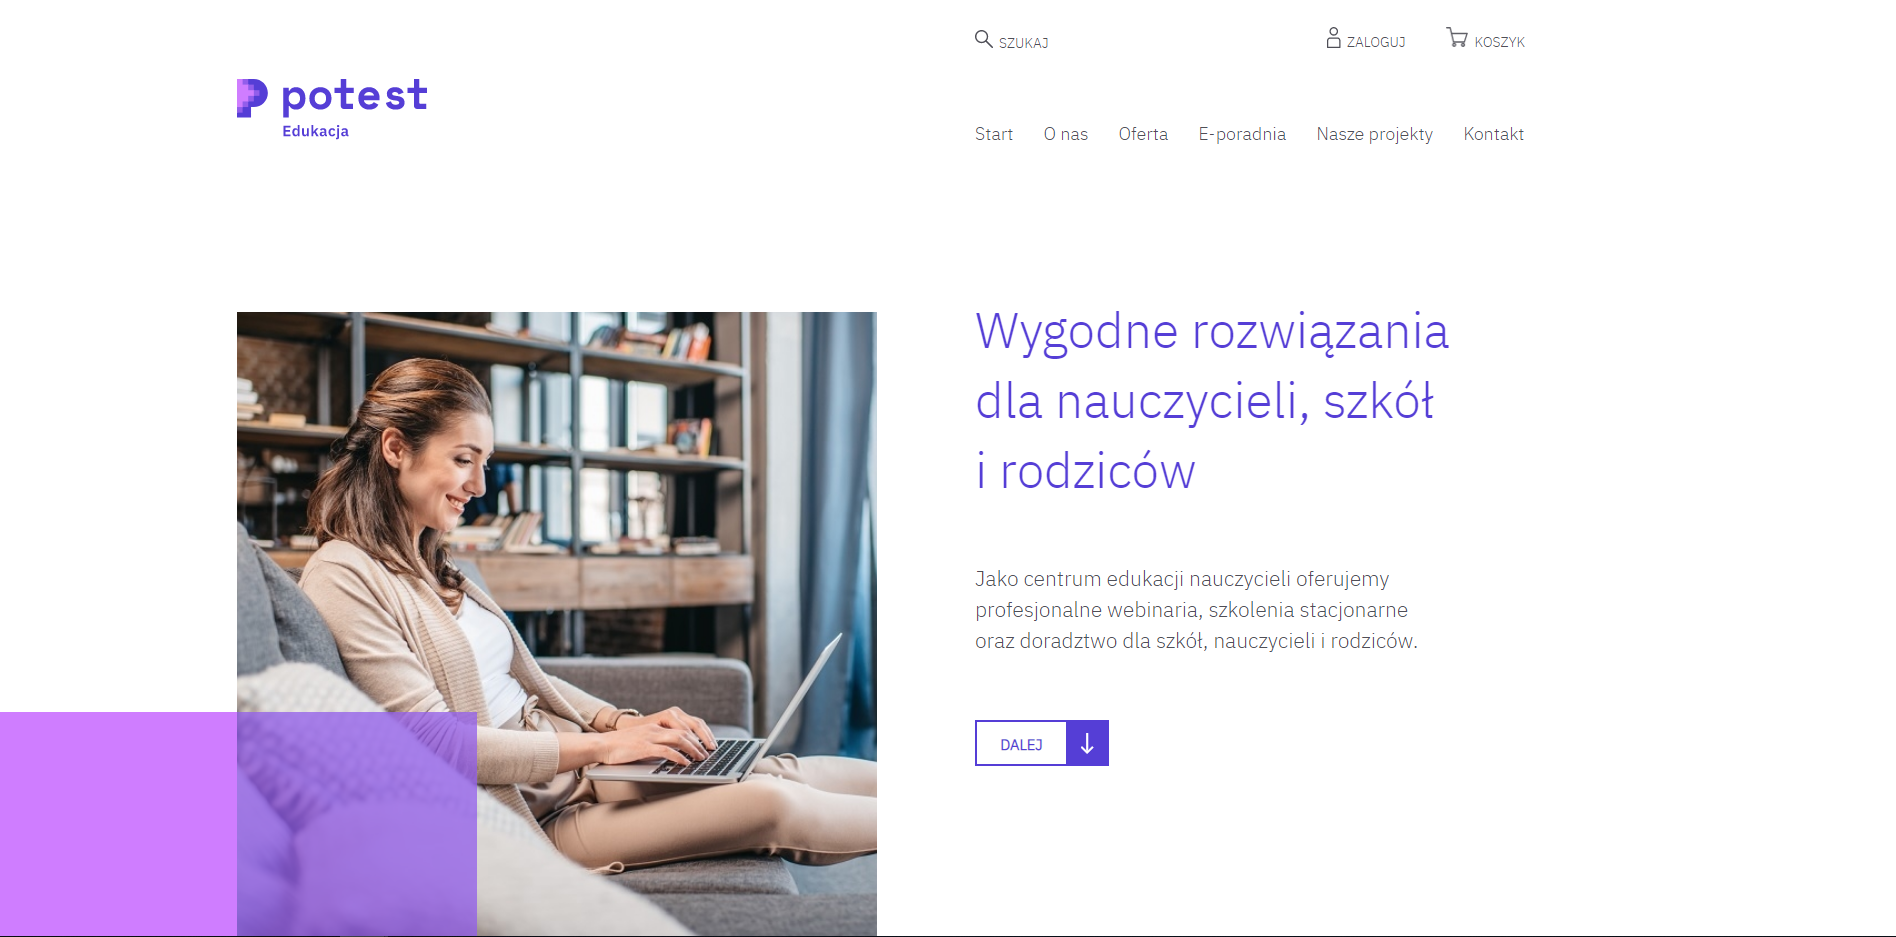 SZUKAJ
ZALOGUJ
KOSZYK
potest
Edukacja
Start
O nas
Oferta
E-poradnia
Nasze projekty
Kontakt
Wygodne rozwiązania
dla nauczycieli, szkół
i rodziców
Jako centrum edukacji nauczycieli oferujemy
profesjonalne webinaria, szkolenia stacjonarne
oraz doradztwo dla szkół, nauczycieli i rodziców.
DALEJ